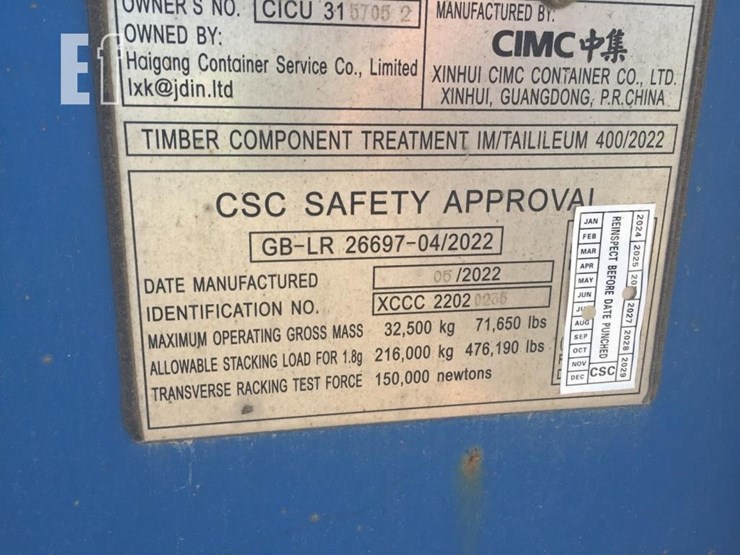 OWNER'S NO. CICU 315705 2
OWNED BY:
Haigang Container Service Co., Limited
lxk@jdin.ltd
MANUFACTURED BY:
CIMC中集
XINHUI CIMC CONTAINER CO., LTD.
XINHUI, GUANGDONG, P.R.CHINA
TIMBER COMPONENT TREATMENT IM/TAILILEUM 400/2022
CSC SAFETY APPROVAL
GB-LR 26697-04/2022
DATE MANUFACTURED 05/2022
IDENTIFICATION NO. XCCC 2202
MAXIMUM OPERATING GROSS MASS 32,500 kg 71,650 lbs
ALLOWABLE STACKING LOAD FOR 1.8g 216,000 kg 476,190 lbs
TRANSVERSE RACKING TEST FORCE 150,000 newtons
JAN
FEB
MAR
APR
MAY
JUN
AUG
SEP
OCT
NOV
DEC
REINSPECT BEFORE DATE PUNCHED
CSC
2024 2025 2027 2028 2029